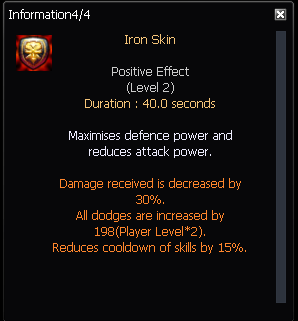 Information4/4
Iron Skin
Positive Effect
(Level 2)
Duration : 40.0 seconds
Maximises defence power and
reduces attack power.
Damage received is decreased by
30%.
All dodges are increased by
198(Player Level*2).
Reduces cooldown of skills by 15%.